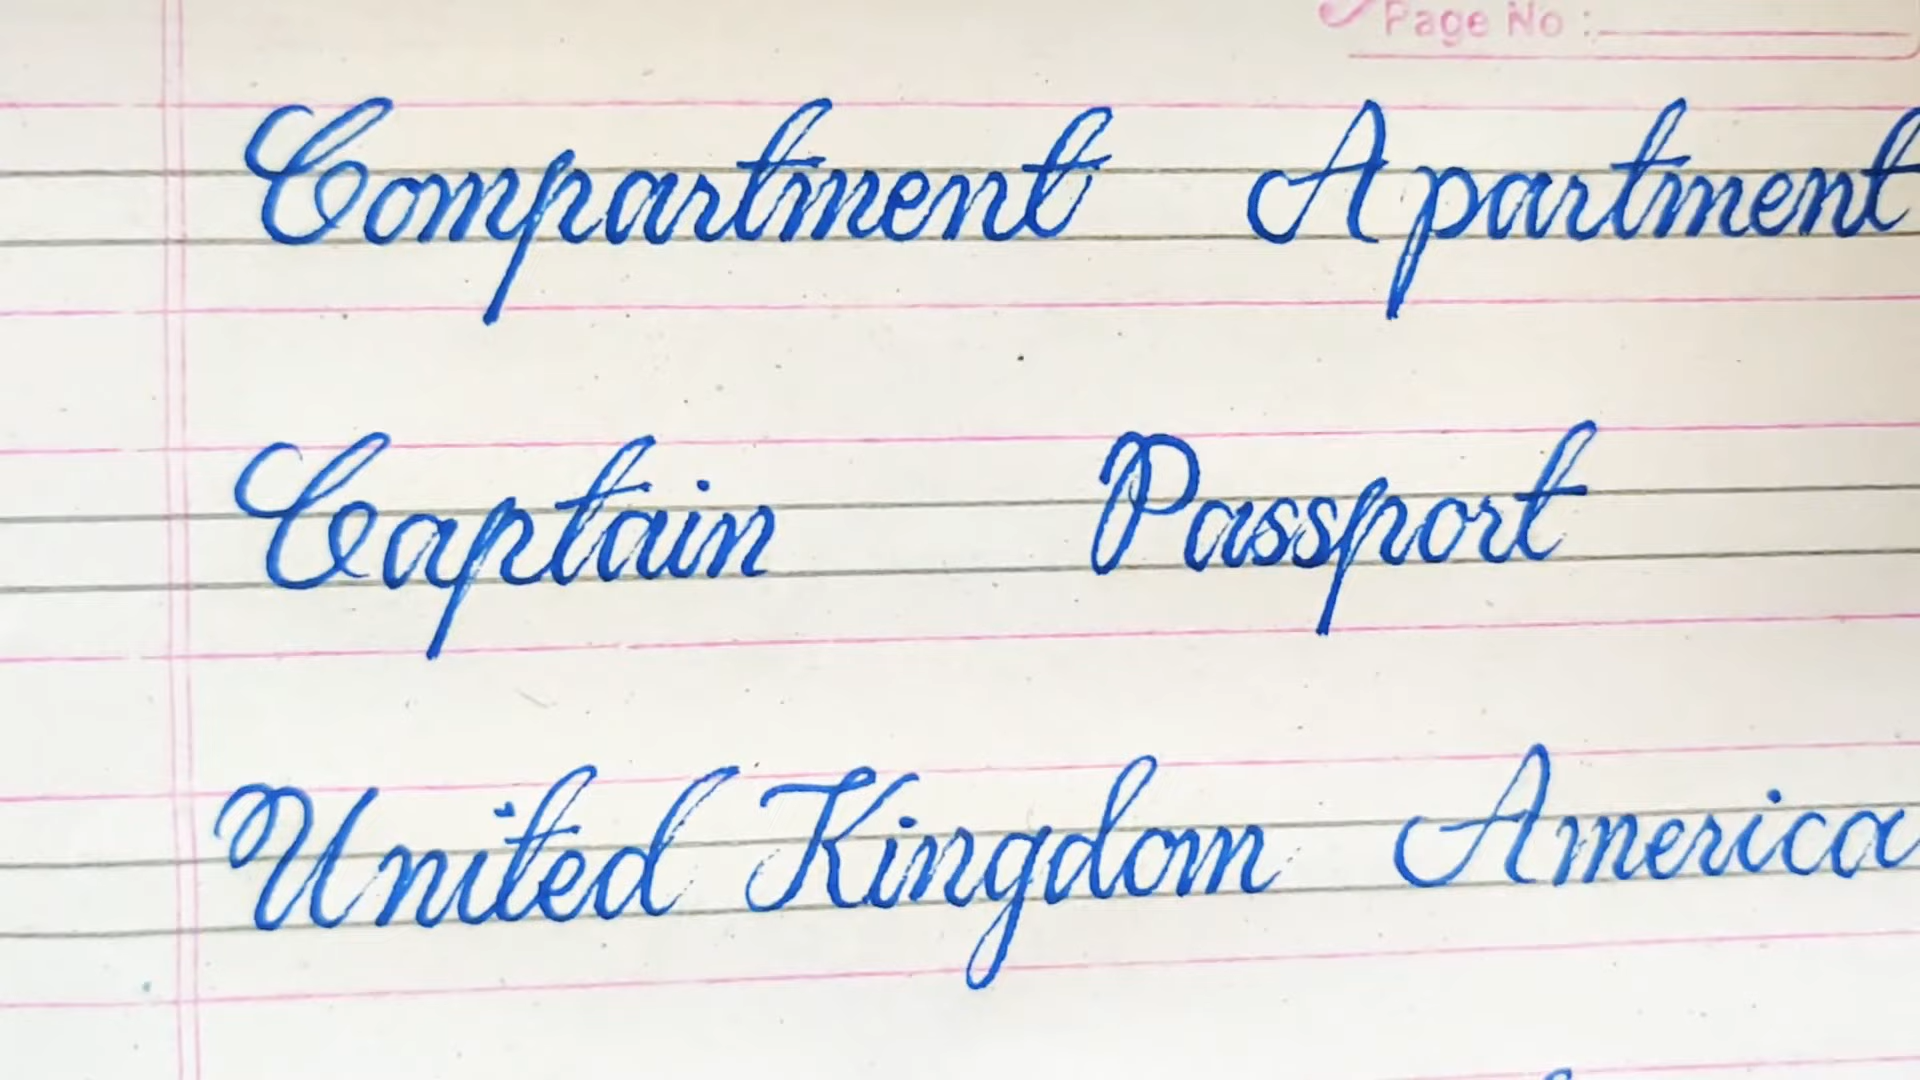 Page No :
Compartment Apartment
Captain Passport
United Kingdom America